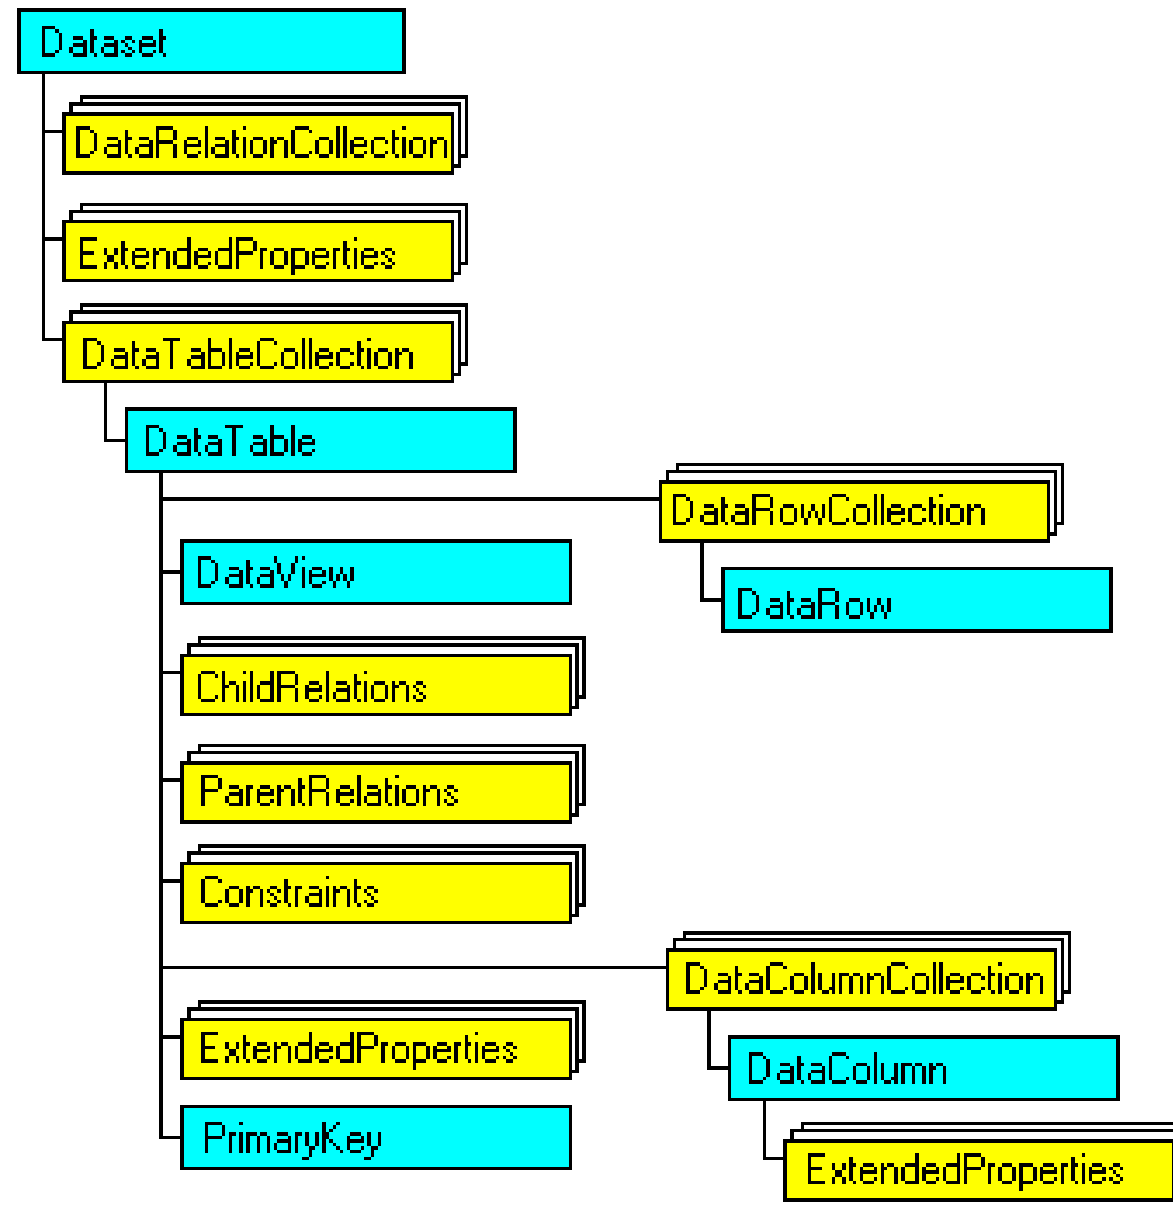 Dataset
DataRelationCollection
ExtendedProperties
DataTableCollection
DataTable
DataRowCollection
DataView
DataRow
ChildRelations
ParentRelations
Constraints
DataColumnCollection
ExtendedProperties
DataColumn
PrimaryKey
ExtendedProperties